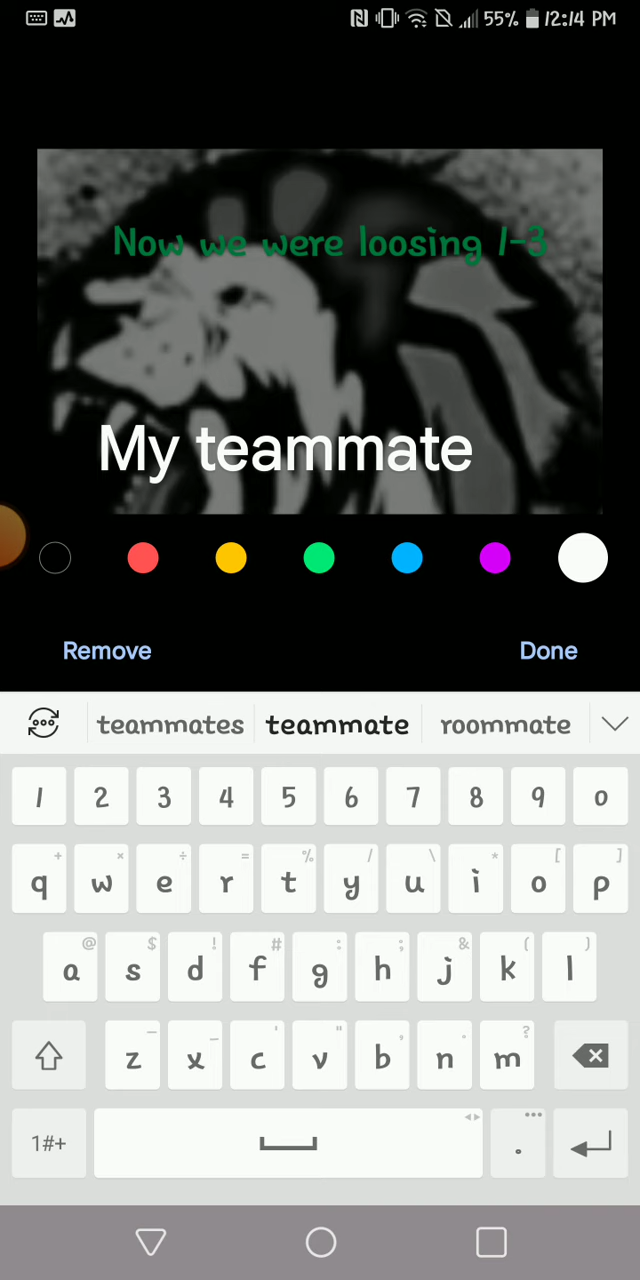 55% 12:14 PM
Now we were loosing 1-3
My teammate
Remove Done
teammates teammate roommate
1 2 3 4 5 6 7 8 9 0
+ × ÷ = % / \ * [ ]
q w e r t y u i o p
@ $ ! # : ; & ( )
a s d f g h j k l
— _ ' " , . ?
z x c v b n m
1#+ .